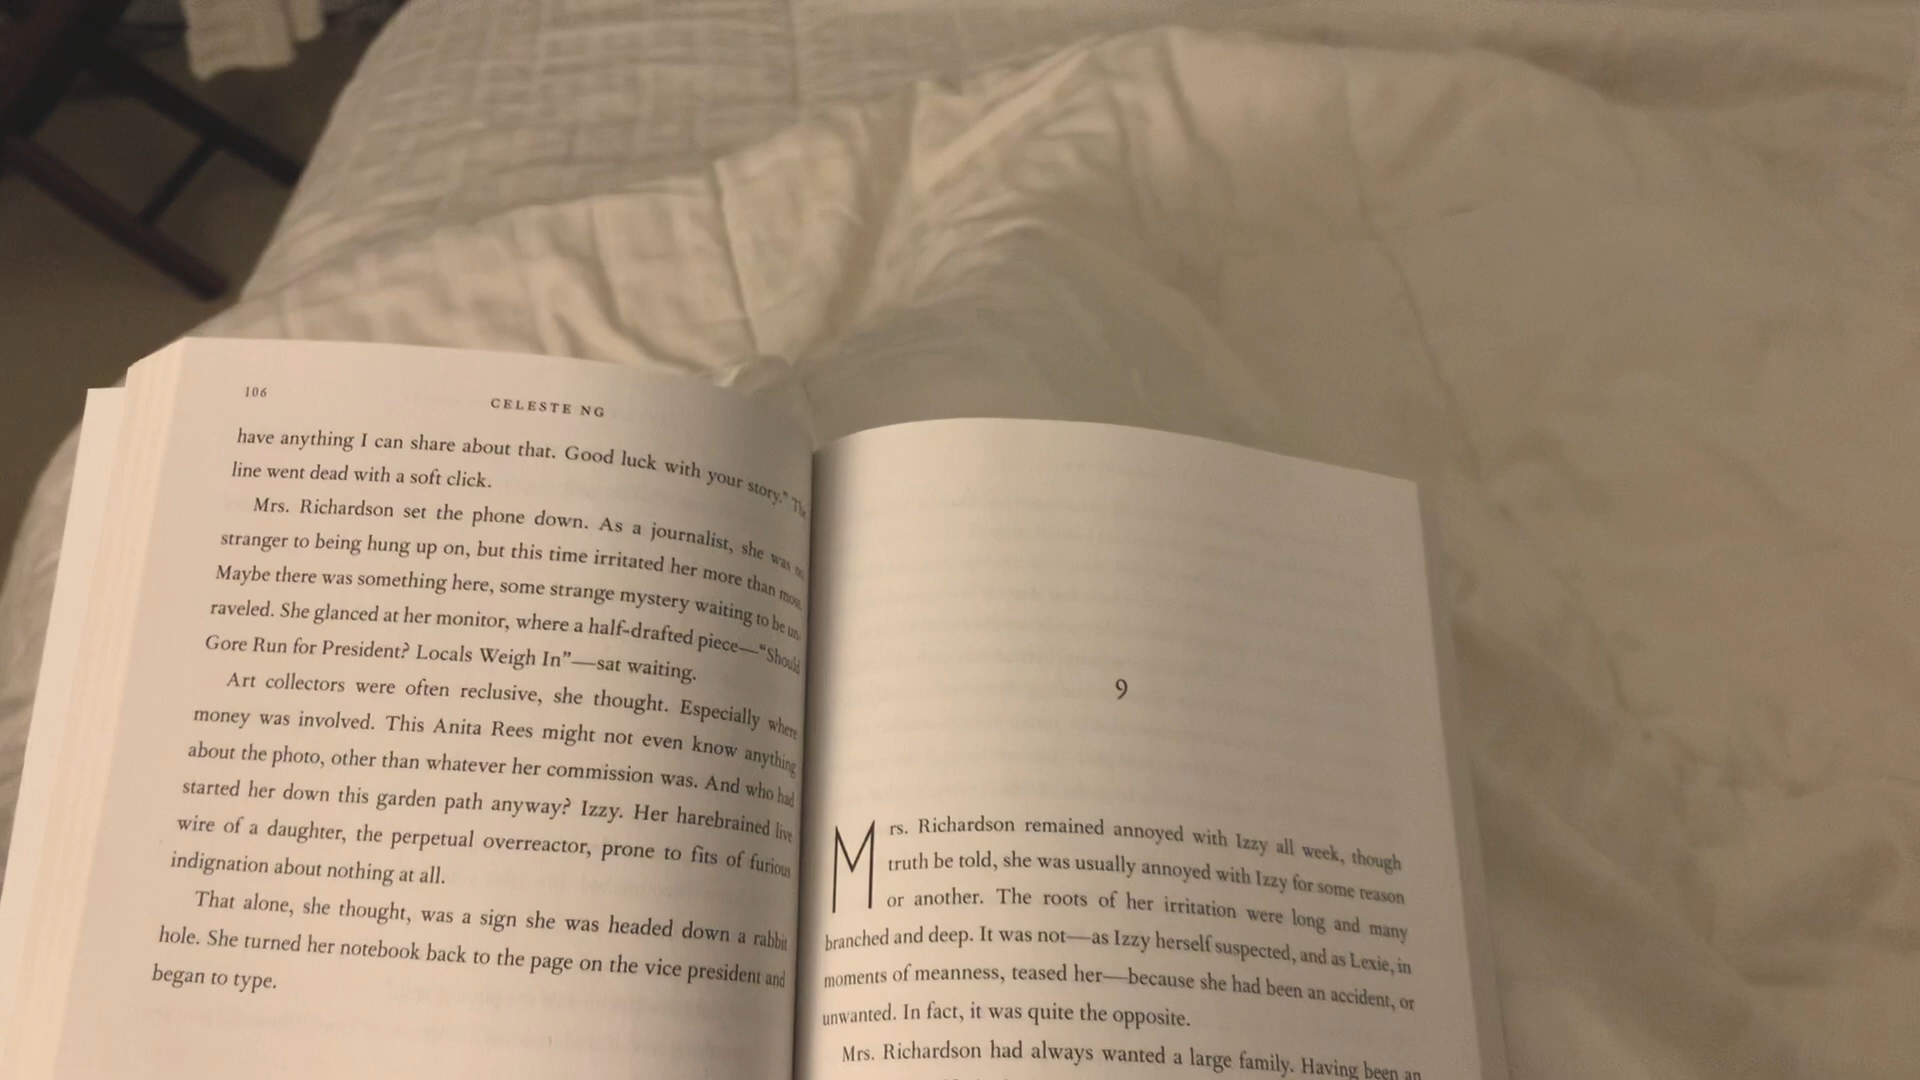 106
CELESTE NG
have anything I can share about that. Good luck with your story." The
line went dead with a soft click.
Mrs. Richardson set the phone down. As a journalist, she was no
stranger to being hung up on, but this time irritated her more than most.
Maybe there was something here, some strange mystery waiting to be un-
raveled. She glanced at her monitor, where a half-drafted piece—"Should
Gore Run for President? Locals Weigh In"—sat waiting.
Art collectors were often reclusive, she thought. Especially where
money was involved. This Anita Rees might not even know anything
about the photo, other than whatever her commission was. And who had
started her down this garden path anyway? Izzy. Her harebrained live
wire of a daughter, the perpetual overreactor, prone to fits of furious
indignation about nothing at all.
That alone, she thought, was a sign she was headed down a rabbit
hole. She turned her notebook back to the page on the vice president and
began to type.
9
Mrs. Richardson remained annoyed with Izzy all week, though
truth be told, she was usually annoyed with Izzy for some reason
or another. The roots of her irritation were long and many
branched and deep. It was not—as Izzy herself suspected, and as Lexie, in
moments of meanness, teased her—because she had been an accident, or
unwanted. In fact, it was quite the opposite.
Mrs. Richardson had always wanted a large family. Having been an